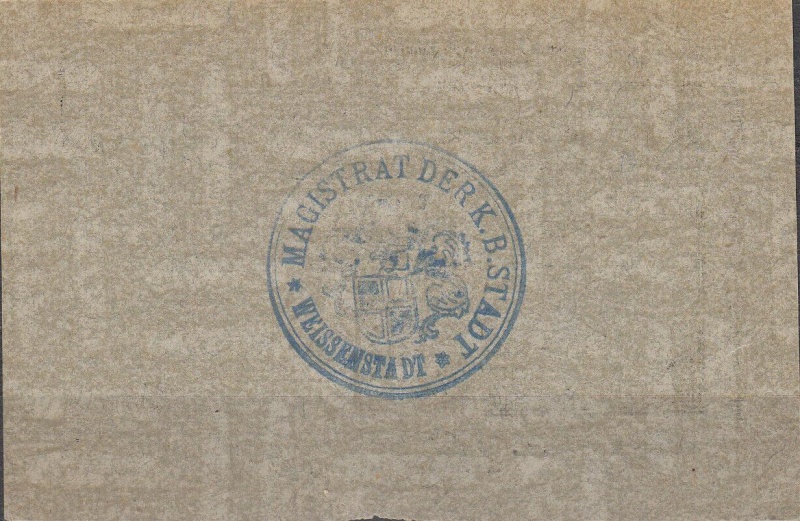 MAGISTRAT DER K. B. STADT
* WEISSENSTADT *